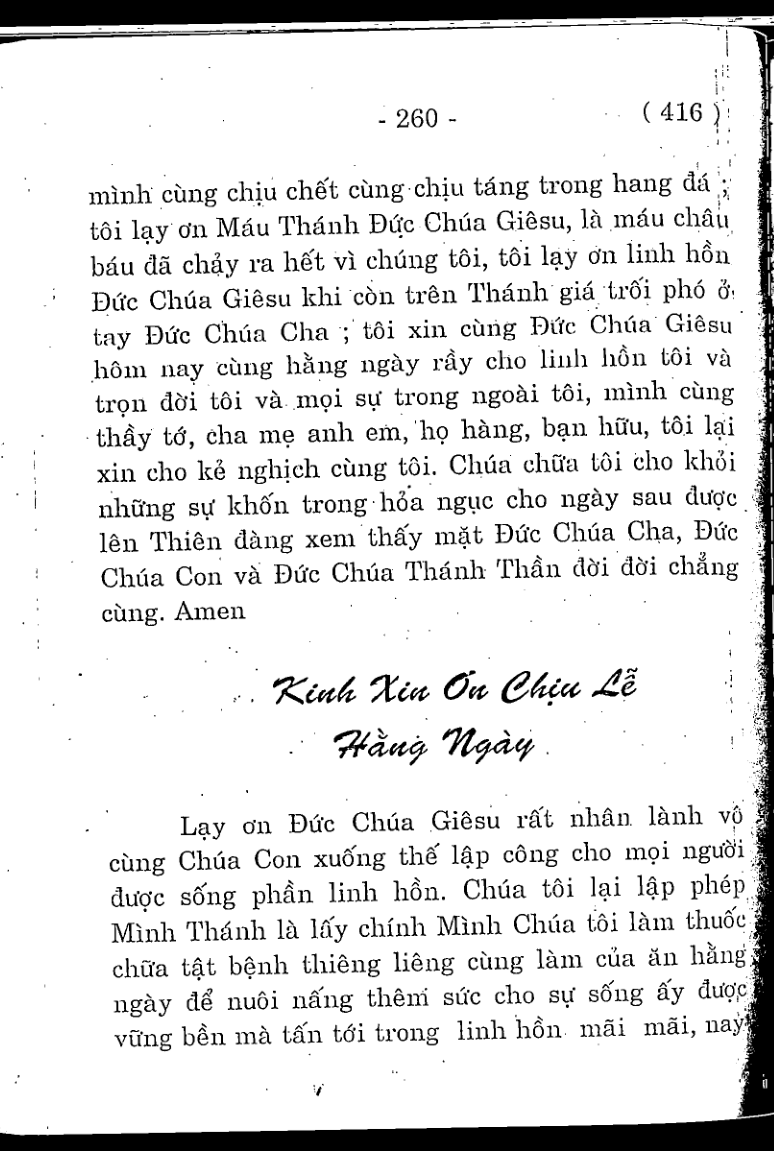 - 260 - ( 416 )
mình cùng chịu chết cùng chịu táng trong hang đá ;
tôi lạy ơn Máu Thánh Đức Chúa Giêsu, là máu châu
báu đã chảy ra hết vì chúng tôi, tôi lạy ơn linh hồn
Đức Chúa Giêsu khi còn trên Thánh giá trối phó ở
tay Đức Chúa Cha ; tôi xin cùng Đức Chúa Giêsu
hôm nay cùng hằng ngày rầy cho linh hồn tôi và
trọn đời tôi và mọi sự trong ngoài tôi, mình cùng
thầy tớ, cha mẹ anh em, họ hàng, bạn hữu, tôi lại
xin cho kẻ nghịch cùng tôi. Chúa chữa tôi cho khỏi
những sự khốn trong hỏa ngục cho ngày sau được
lên Thiên đàng xem thấy mặt Đức Chúa Cha, Đức
Chúa Con và Đức Chúa Thánh Thần đời đời chẳng
cùng. Amen
Kinh Xin Ơn Chịu Lễ
Hằng Ngày
Lạy ơn Đức Chúa Giêsu rất nhân lành vô
cùng Chúa Con xuống thế lập công cho mọi người
được sống phần linh hồn. Chúa tôi lại lập phép
Mình Thánh là lấy chính Mình Chúa tôi làm thuốc
chữa tật bệnh thiêng liêng cùng làm của ăn hằng
ngày để nuôi nấng thêm sức cho sự sống ấy được
vững bền mà tấn tới trong linh hồn mãi mãi, nay